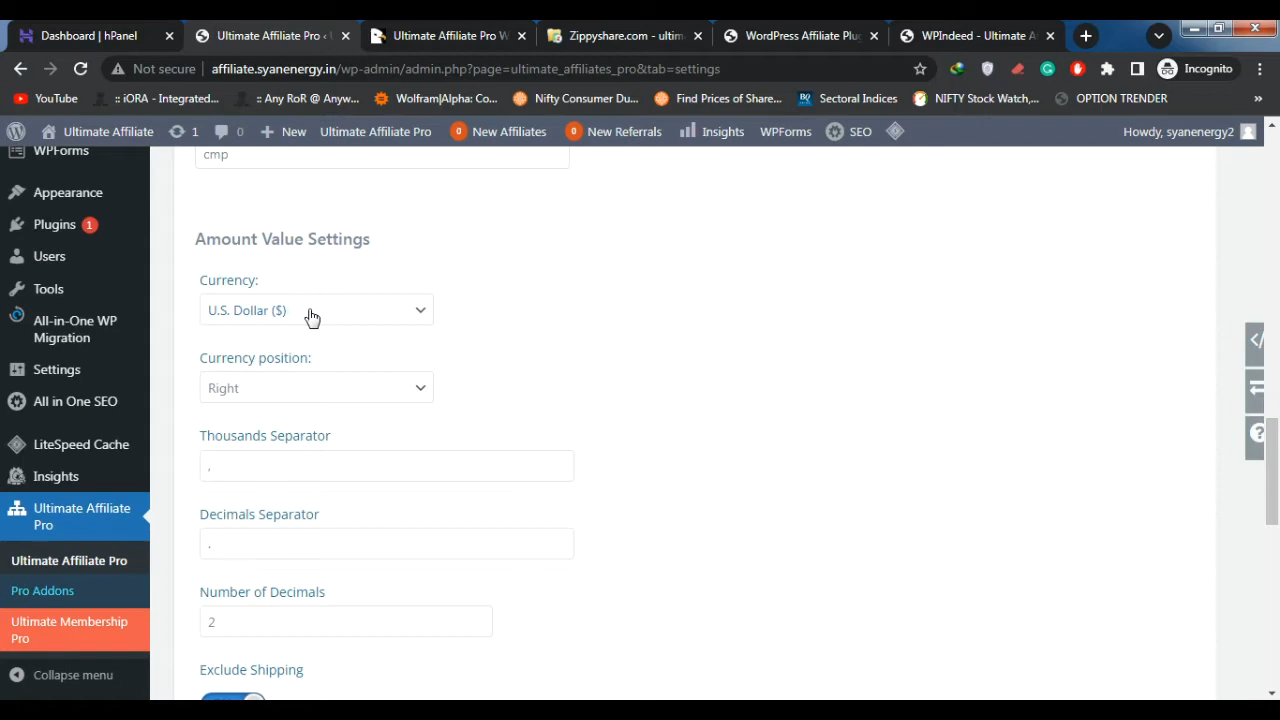 Dashboard | hPanel
Ultimate Affiliate Pro ‹
Ultimate Affiliate Pro W
Zippyshare.com - ultim
WordPress Affiliate Plu
WPIndeed - Ultimate A
Not secure
affiliate.syanenergy.in/wp-admin/admin.php?page=ultimate_affiliates_pro&tab=settings
Incognito
YouTube
:: iORA - Integrated...
:: Any RoR @ Anyw...
Wolfram|Alpha: Co...
Nifty Consumer Du...
Find Prices of Share...
Sectoral Indices
NIFTY Stock Watch,...
OPTION TRENDER
»
Ultimate Affiliate
1
0
New
Ultimate Affiliate Pro
0 New Affiliates
0 New Referrals
Insights
WPForms
SEO
Howdy, syanenergy2
WPForms
Appearance
Plugins 1
Users
Tools
All-in-One WP
Migration
Settings
All in One SEO
LiteSpeed Cache
Insights
Ultimate Affiliate
Pro
Ultimate Affiliate Pro
Pro Addons
Ultimate Membership
Pro
Collapse menu
cmp
Amount Value Settings
Currency:
U.S. Dollar ($)
Currency position:
Right
Thousands Separator
,
Decimals Separator
.
Number of Decimals
2
Exclude Shipping